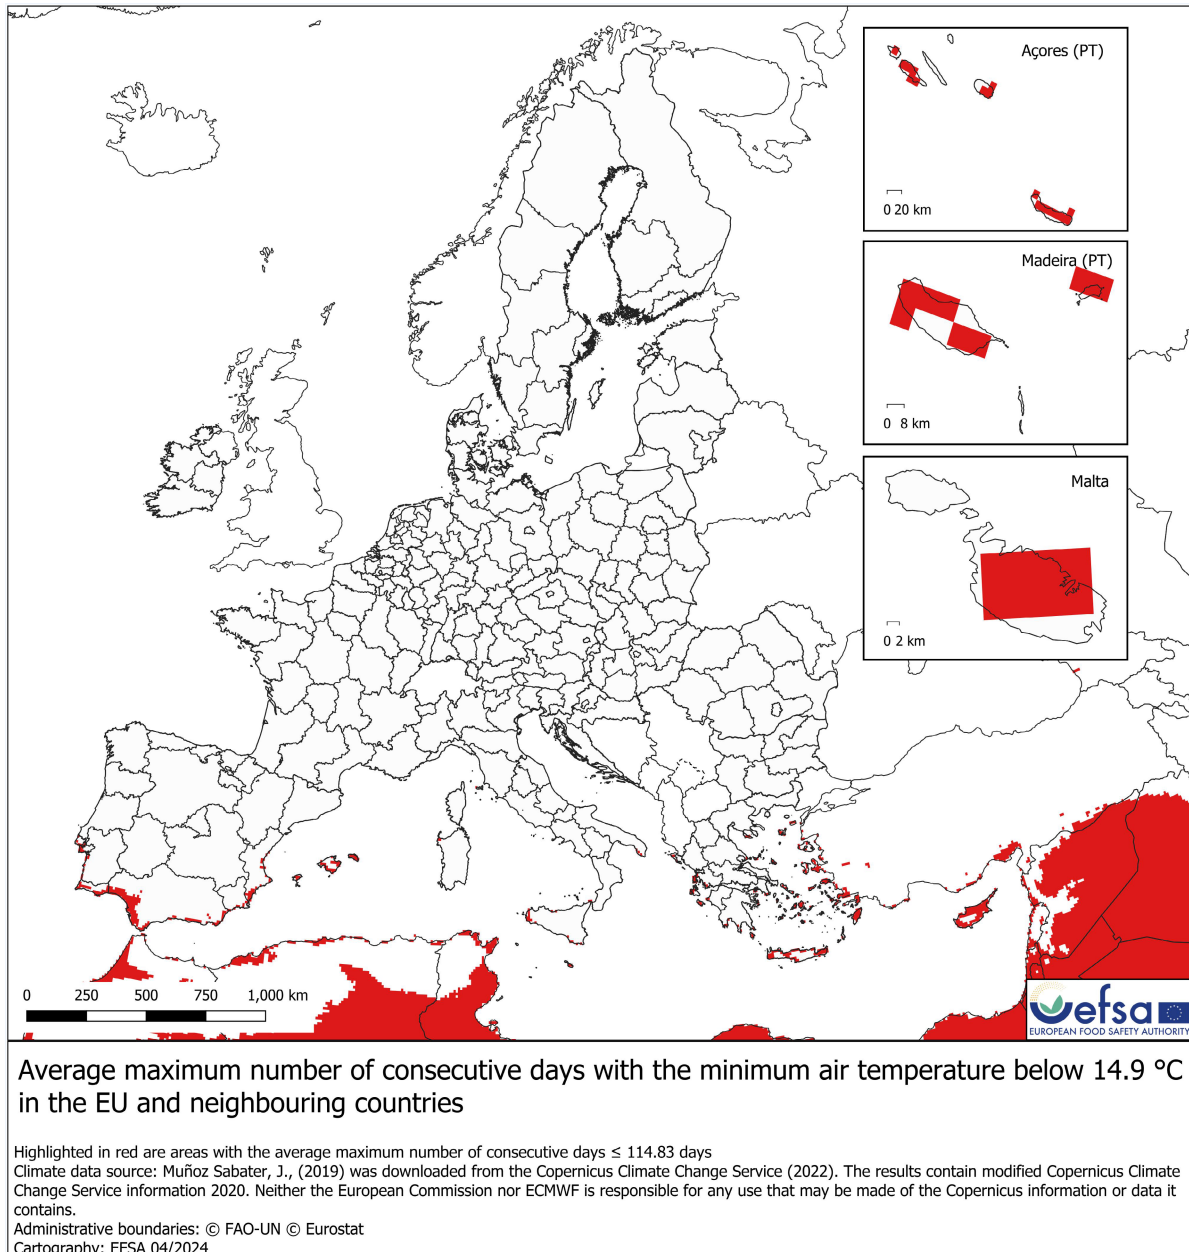 Açores (PT)
0 20 km
Madeira (PT)
0 8 km
Malta
0 2 km
0 250 500 750 1,000 km
efsa
EUROPEAN FOOD SAFETY AUTHORITY
Average maximum number of consecutive days with the minimum air temperature below 14.9 °C
in the EU and neighbouring countries
Highlighted in red are areas with the average maximum number of consecutive days ≤ 114.83 days
Climate data source: Muñoz Sabater, J., (2019) was downloaded from the Copernicus Climate Change Service (2022). The results contain modified Copernicus Climate
Change Service information 2020. Neither the European Commission nor ECMWF is responsible for any use that may be made of the Copernicus information or data it
contains.
Administrative boundaries: © FAO-UN © Eurostat
Cartography: EFSA 04/2024